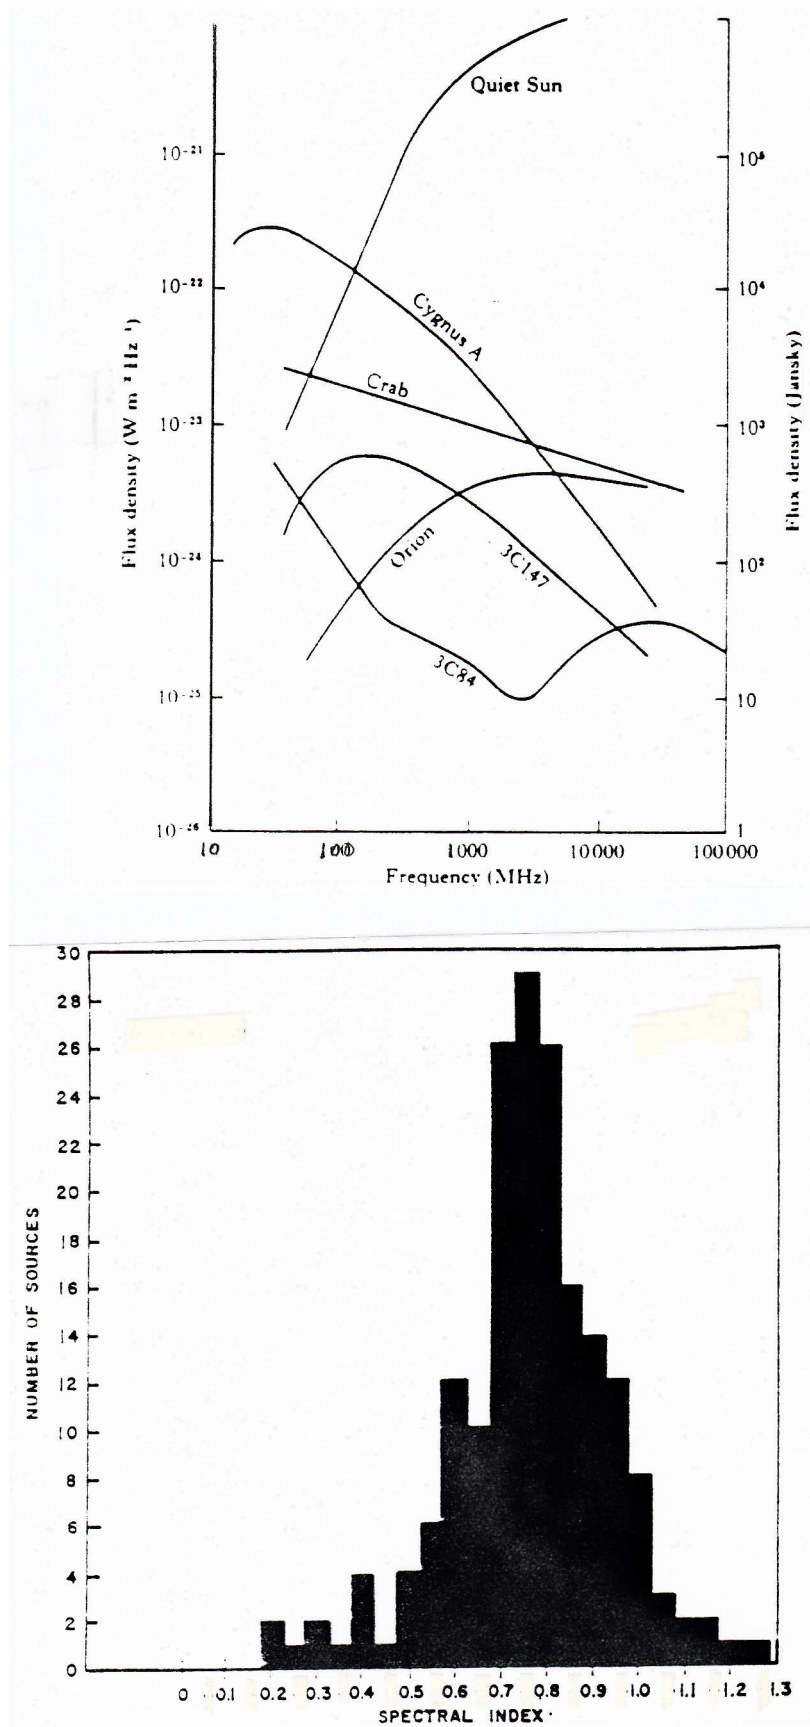 Quiet Sun
10⁻²¹
10⁵
Cygnus A
10⁻²²
10⁴
Crab
10⁻²³
10³
Orion
3C147
10⁻²⁴
10²
3C84
10⁻²⁵
10
10⁻²⁶
1
10
100
1000
10000
100000
Flux density (W m⁻² Hz⁻¹)
Flux density (Jansky)
Frequency (MHz)
30
28
26
24
22
20
18
16
14
12
10
8
6
4
2
0
NUMBER OF SOURCES
0 0.1 0.2 0.3 0.4 0.5 0.6 0.7 0.8 0.9 1.0 1.1 1.2 1.3
SPECTRAL INDEX